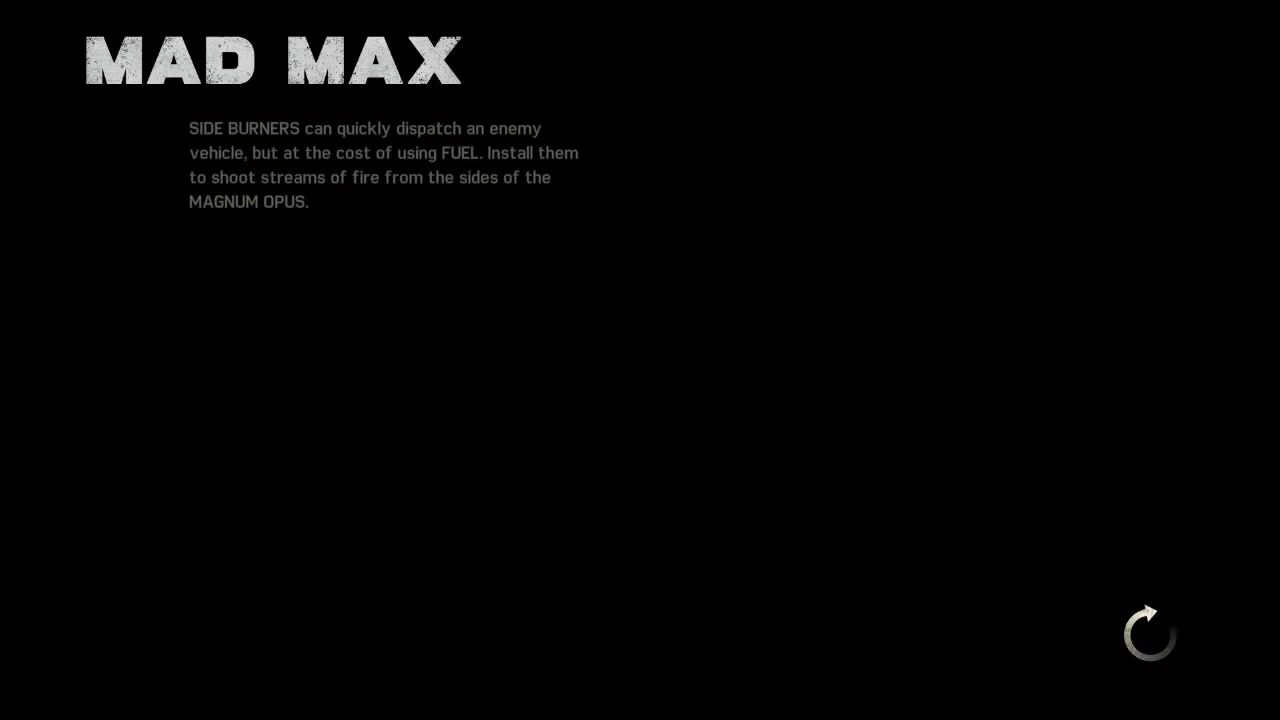 MAD MAX
SIDE BURNERS can quickly dispatch an enemy
vehicle, but at the cost of using FUEL. Install them
to shoot streams of fire from the sides of the
MAGNUM OPUS.